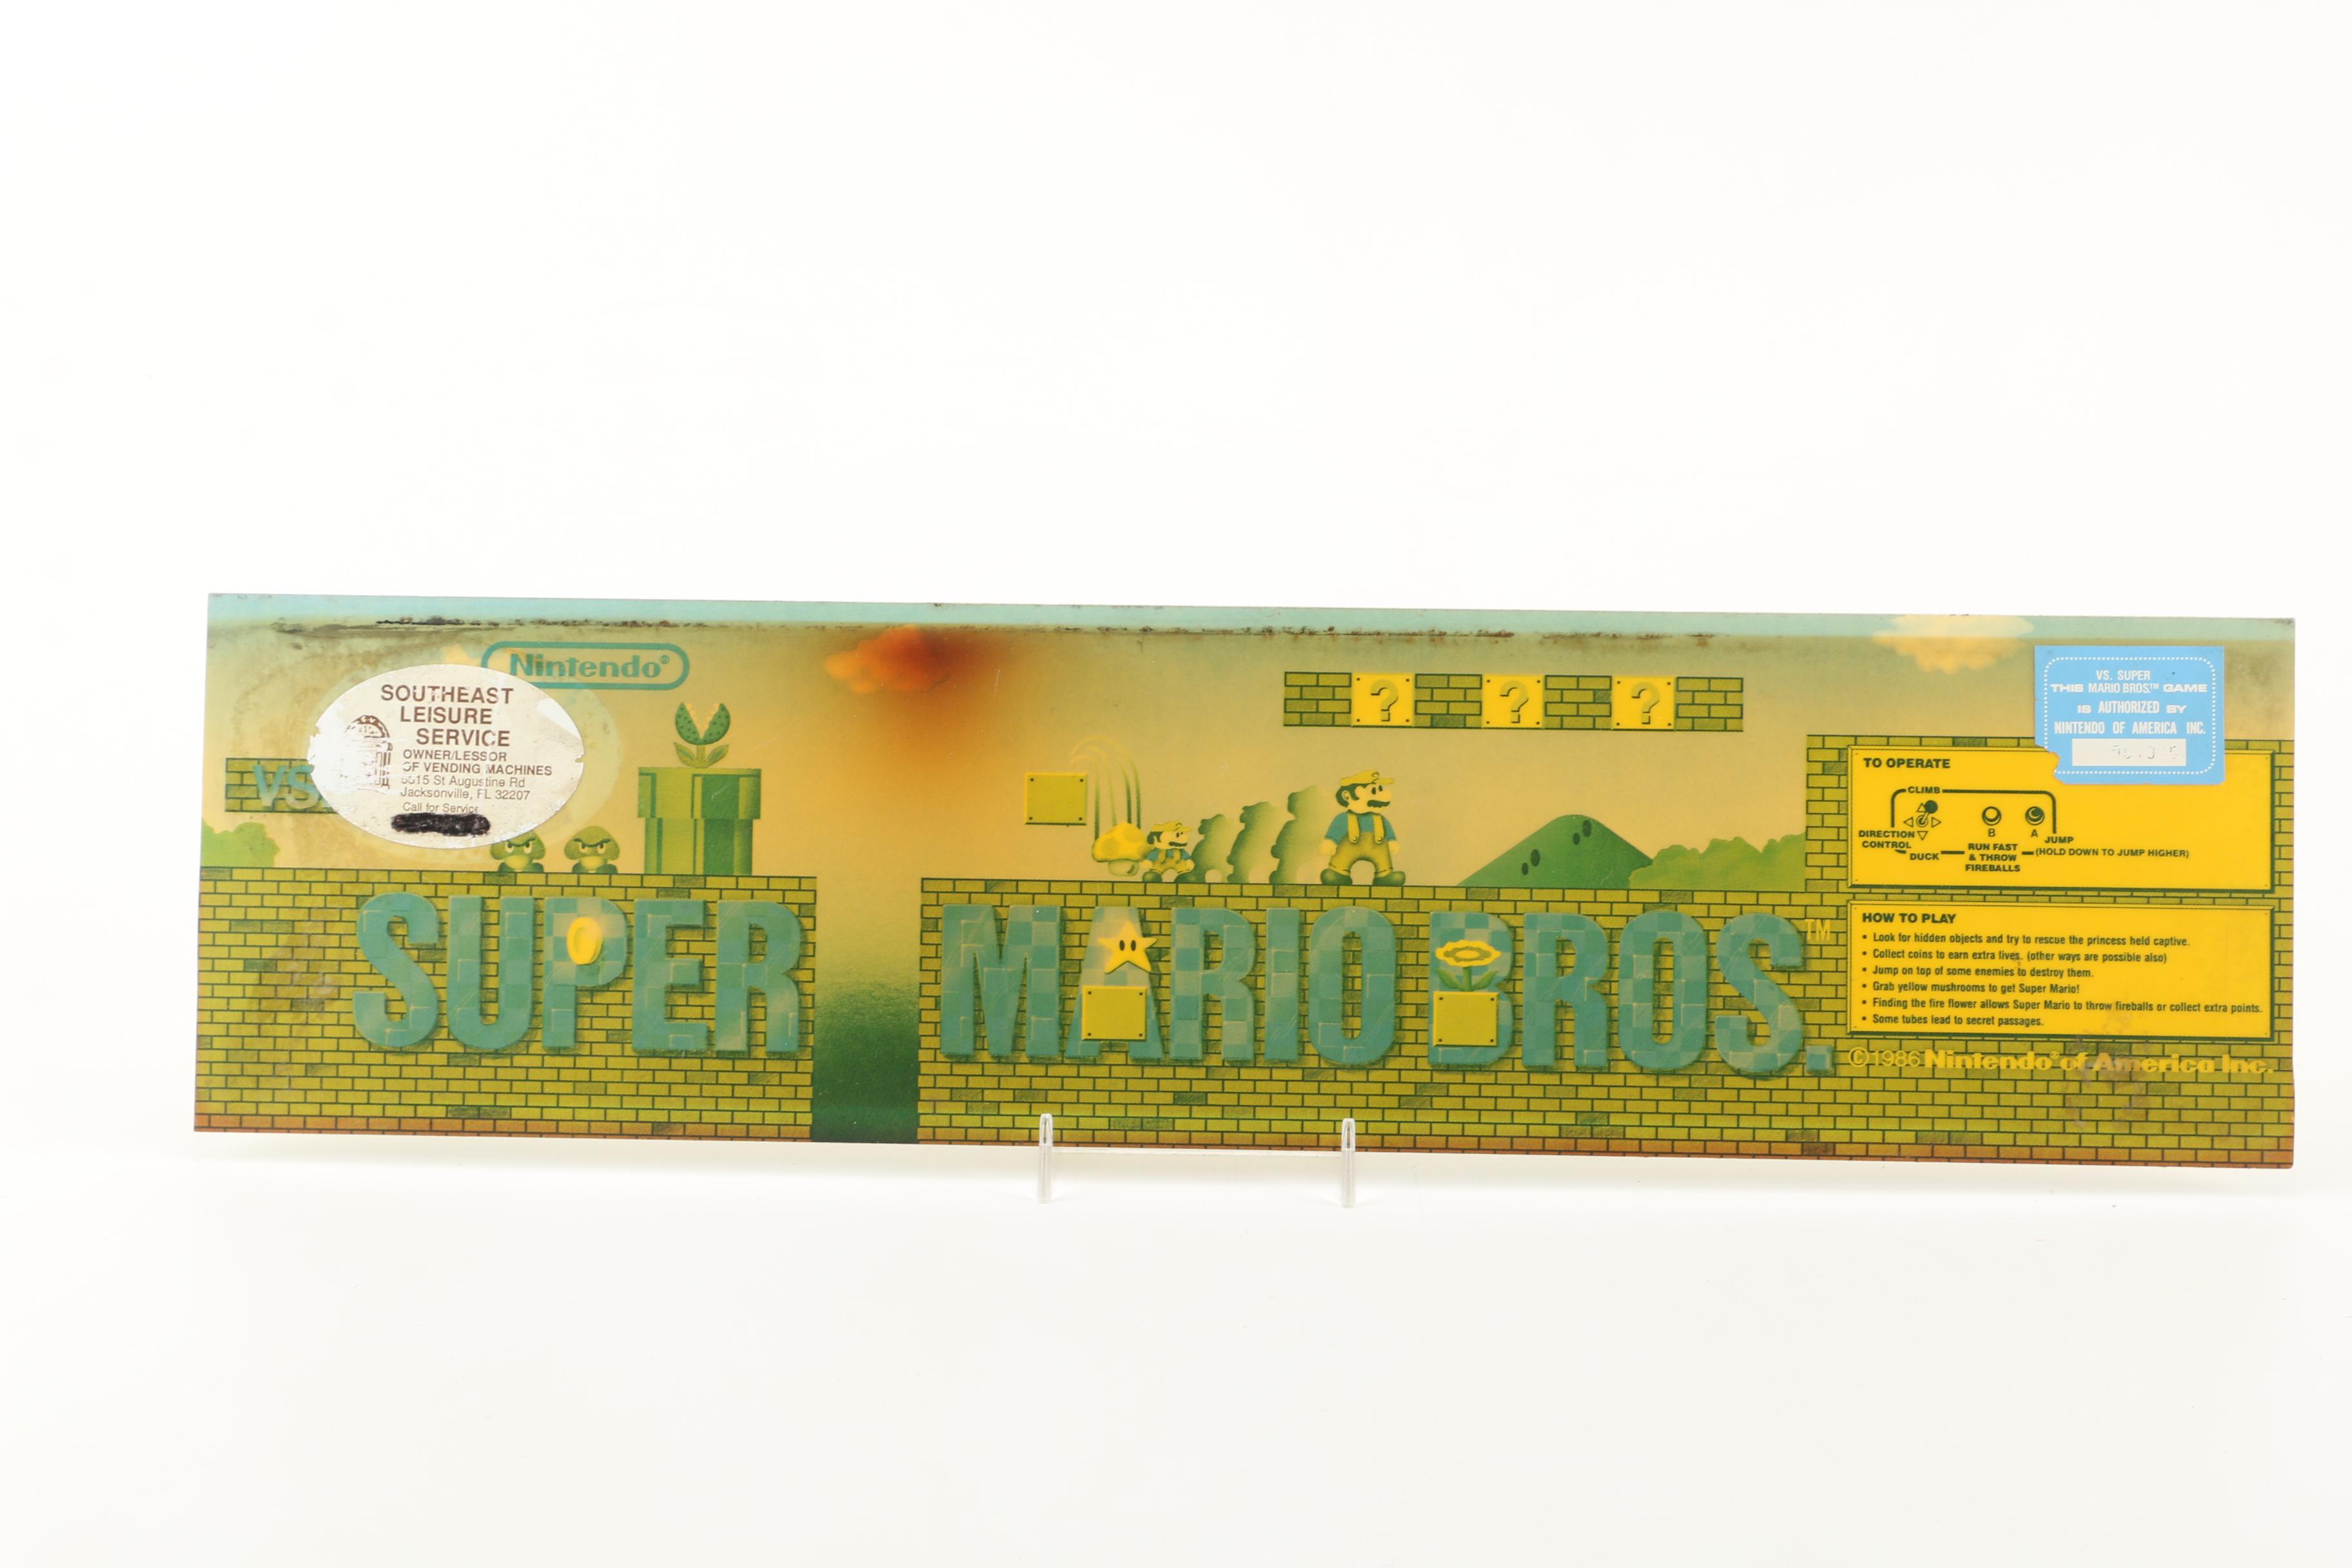 Nintendo®
VS.
SOUTHEAST
LEISURE
SERVICE
OWNER/LESSOR
OF VENDING MACHINES
St Augustine Rd
Jacksonville, FL 32207
Call for Service
? ? ?
VS. SUPER
THIS MARIO BROS.™ GAME
IS AUTHORIZED BY
NINTENDO OF AMERICA INC.
TO OPERATE
CLIMB
DIRECTION
CONTROL
DUCK
B
RUN FAST
& THROW
FIREBALLS
A
JUMP
(HOLD DOWN TO JUMP HIGHER)
SUPER MARIO BROS.™
HOW TO PLAY
• Look for hidden objects and try to rescue the princess held captive.
• Collect coins to earn extra lives. (other ways are possible also)
• Jump on top of some enemies to destroy them.
• Grab yellow mushrooms to get Super Mario!
• Finding the fire flower allows Super Mario to throw fireballs or collect extra points.
• Some tubes lead to secret passages.
©1986 Nintendo® of America Inc.